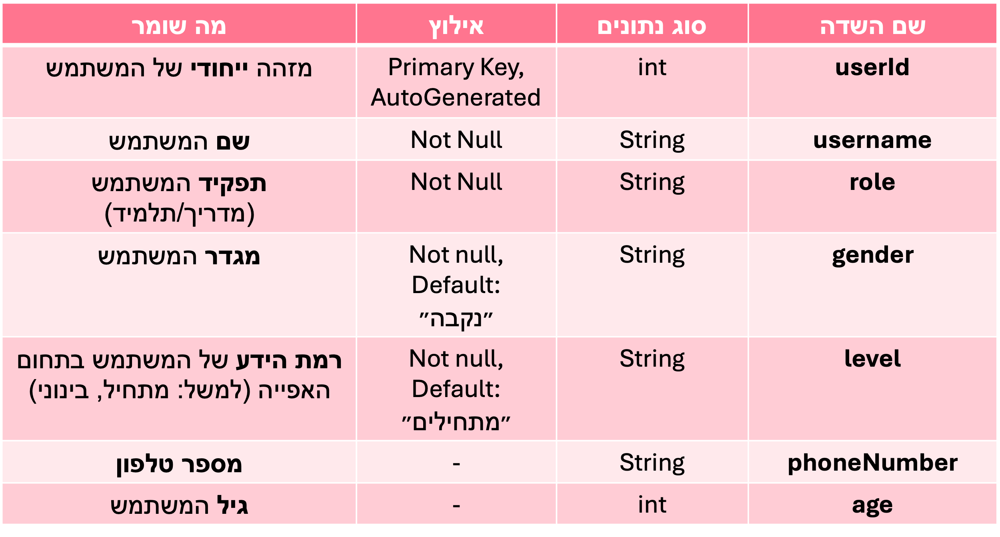 שם השדה
סוג נתונים
אילוץ
מה שומר
userId
int
Primary Key,
AutoGenerated
מזהה ייחודי של המשתמש
username
String
Not Null
שם המשתמש
role
String
Not Null
תפקיד המשתמש
(מדריך/תלמיד)
gender
String
Not null,
Default:
״נקבה״
מגדר המשתמש
level
String
Not null,
Default:
״מתחילים״
רמת הידע של המשתמש בתחום
האפייה (למשל: מתחיל, בינוני)
phoneNumber
String
-
מספר טלפון
age
int
-
גיל המשתמש